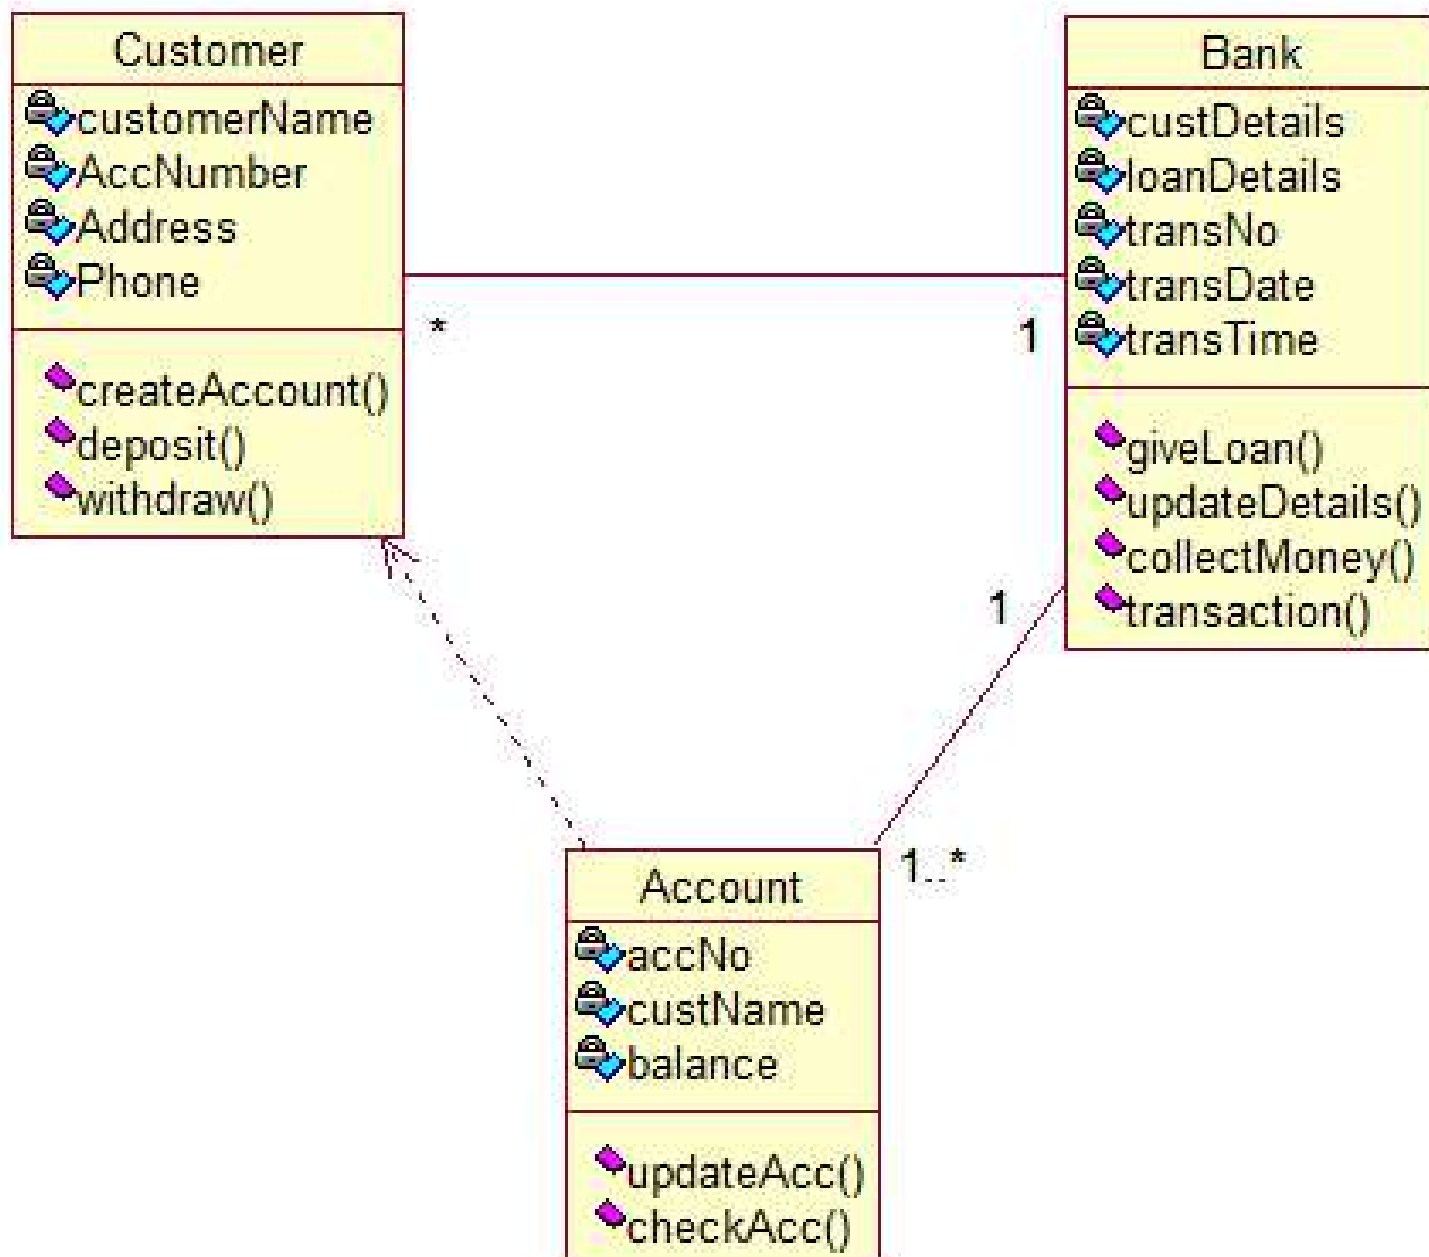 Customer
customerName
AccNumber
Address
Phone
createAccount()
deposit()
withdraw()
*
1
Bank
custDetails
loanDetails
transNo
transDate
transTime
giveLoan()
updateDetails()
collectMoney()
transaction()
1
1..*
Account
accNo
custName
balance
updateAcc()
checkAcc()